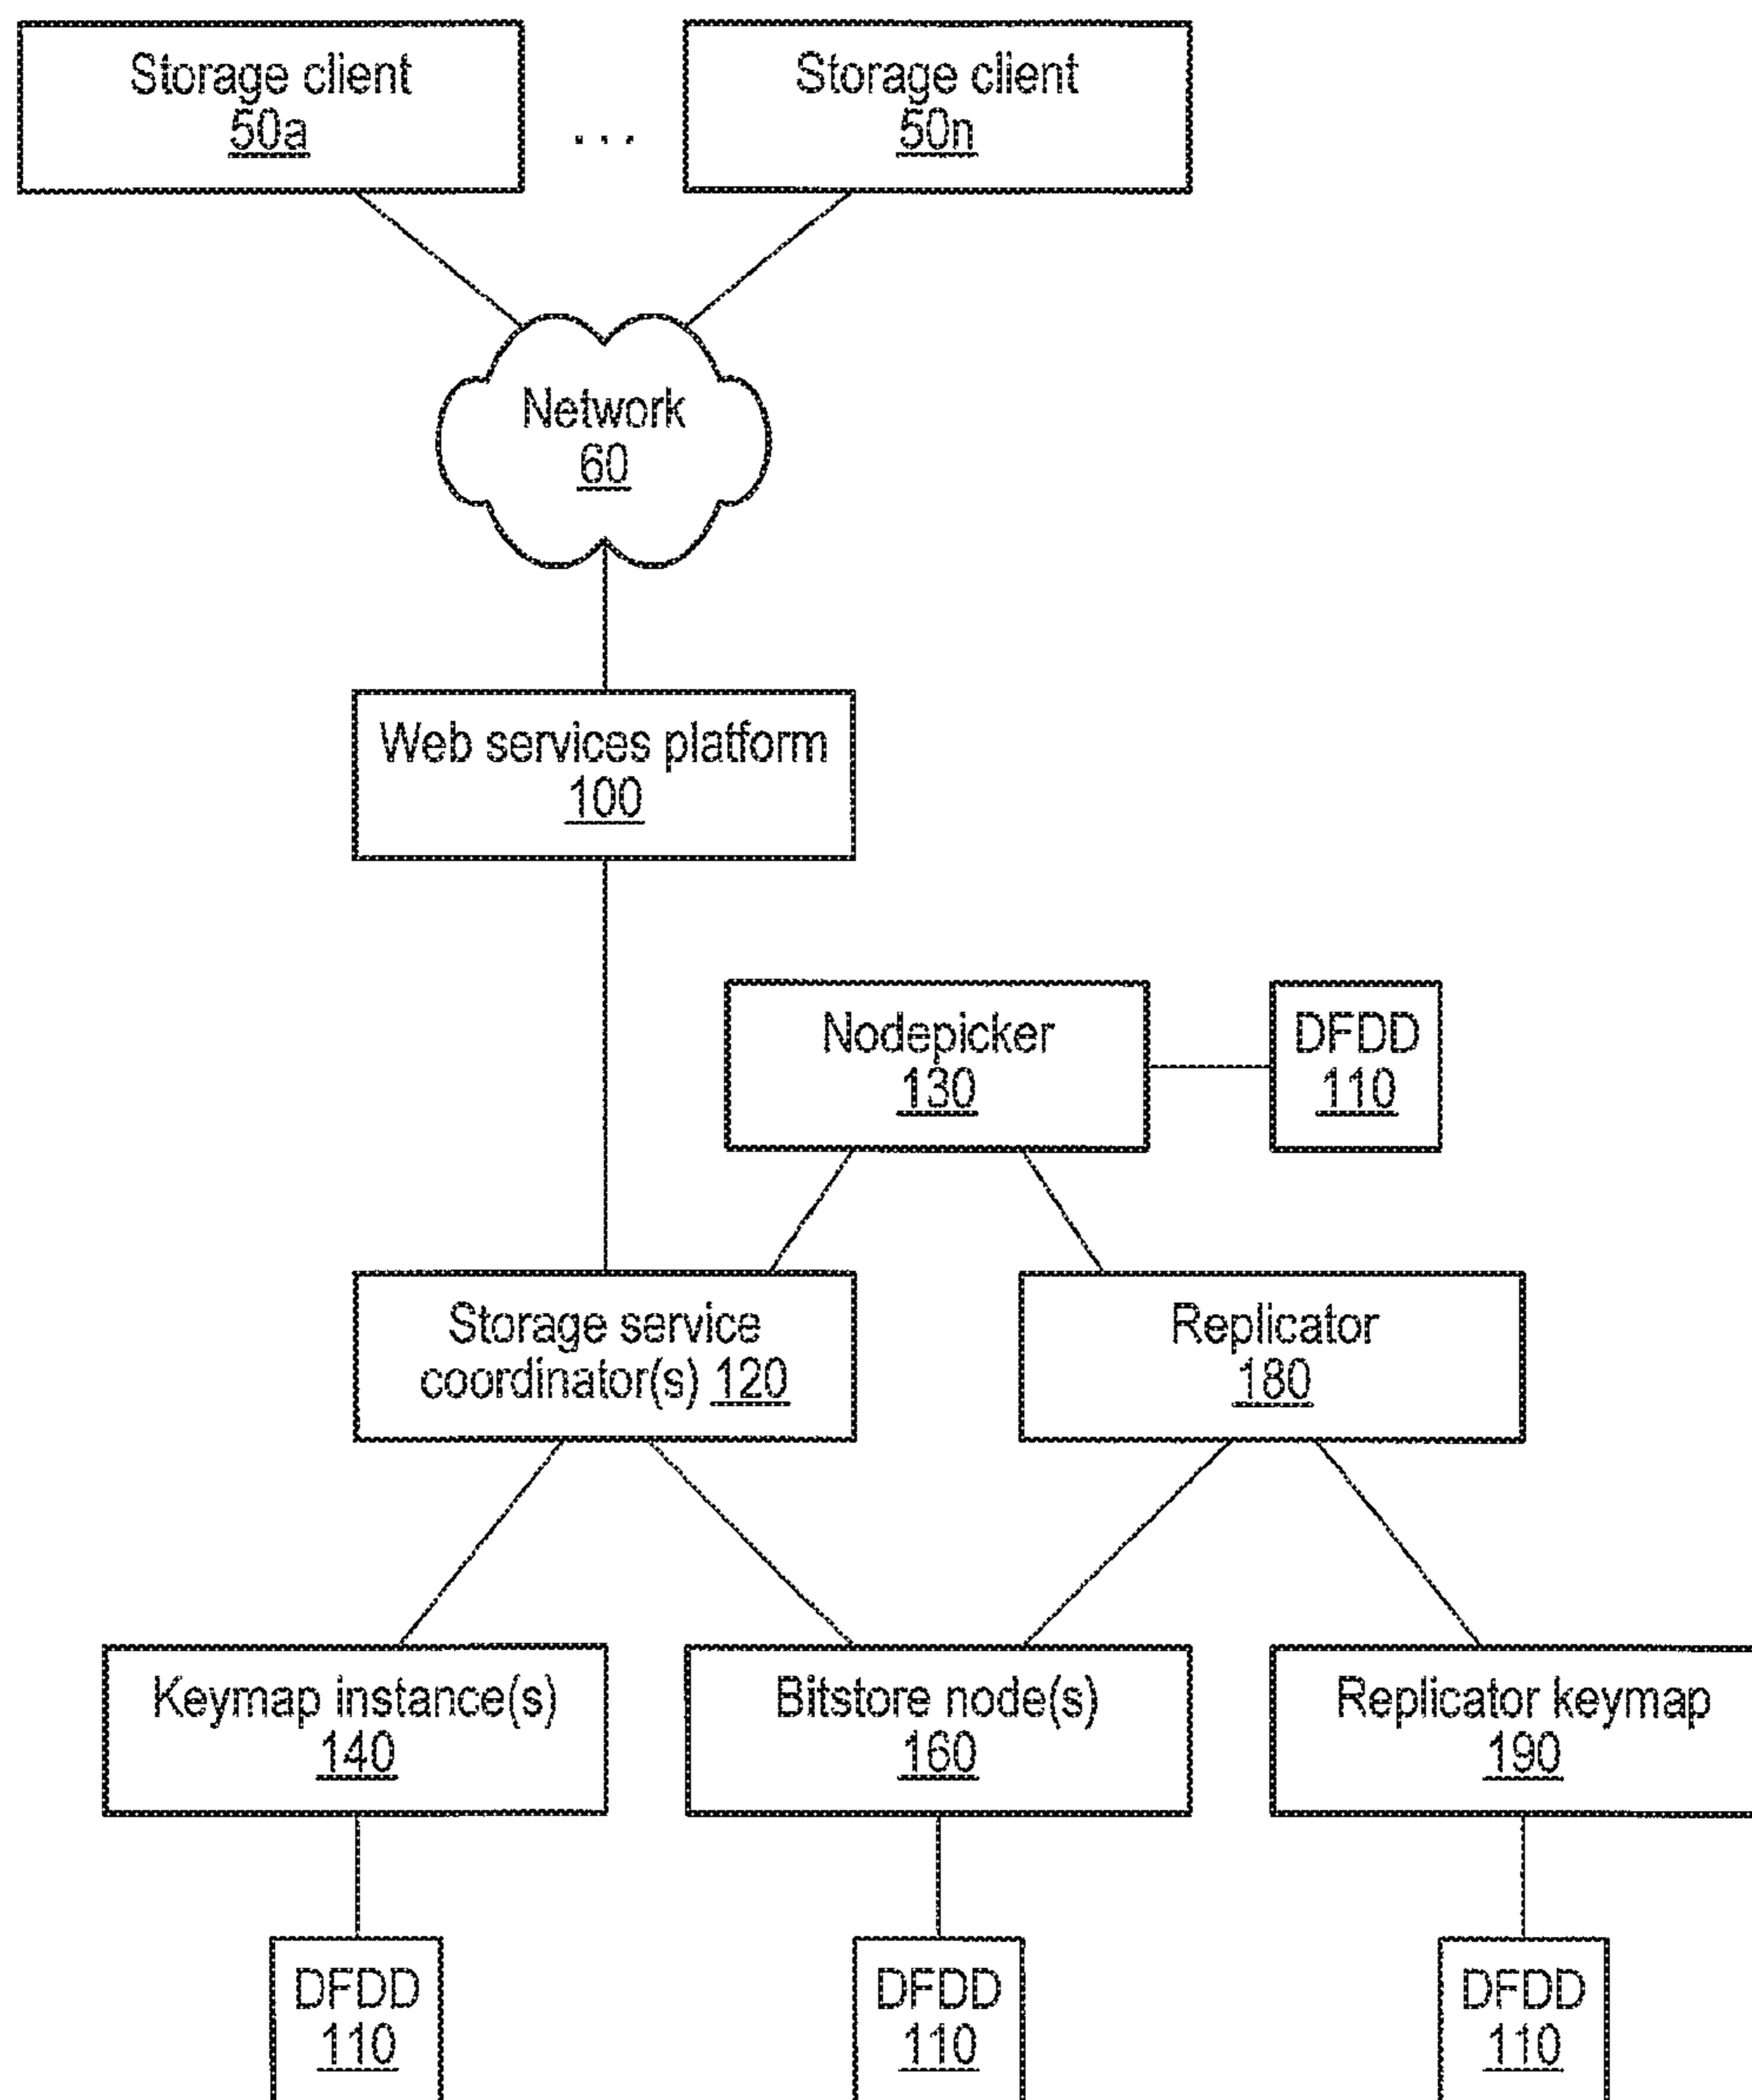 Storage client
50a
...
Storage client
50n
Network
60
Web services platform
100
Nodepicker
130
DFDD
110
Storage service
coordinator(s) 120
Replicator
180
Keymap instance(s)
140
Bitstore node(s)
160
Replicator keymap
190
DFDD
110
DFDD
110
DFDD
110